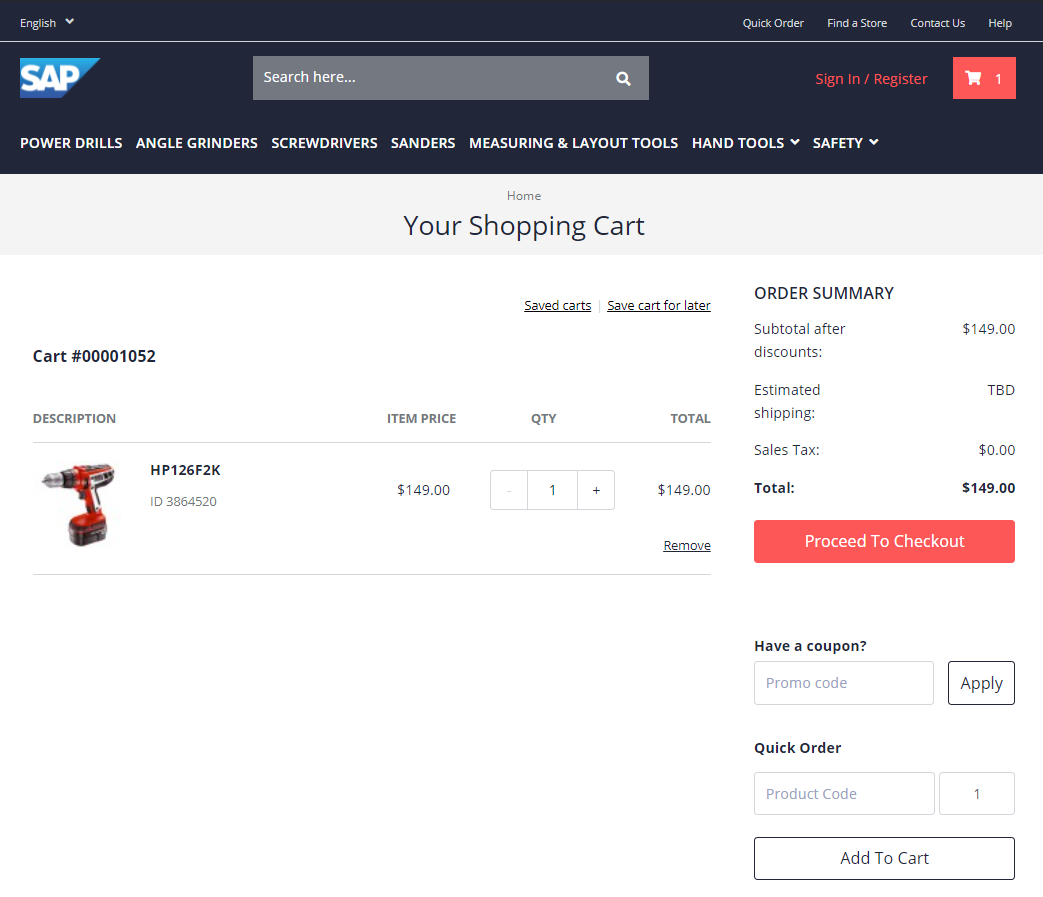 English
Quick Order Find a Store Contact Us Help
SAP
Search here...
Sign In / Register
1
POWER DRILLS ANGLE GRINDERS SCREWDRIVERS SANDERS MEASURING & LAYOUT TOOLS HAND TOOLS SAFETY
Home
Your Shopping Cart
Saved carts | Save cart for later
Cart #00001052
DESCRIPTION ITEM PRICE QTY TOTAL
HP126F2K
ID 3864520
$149.00 - 1 + $149.00
Remove
ORDER SUMMARY
Subtotal after
discounts:
$149.00
Estimated
shipping:
TBD
Sales Tax: $0.00
Total: $149.00
Proceed To Checkout
Have a coupon?
Promo code Apply
Quick Order
Product Code 1
Add To Cart